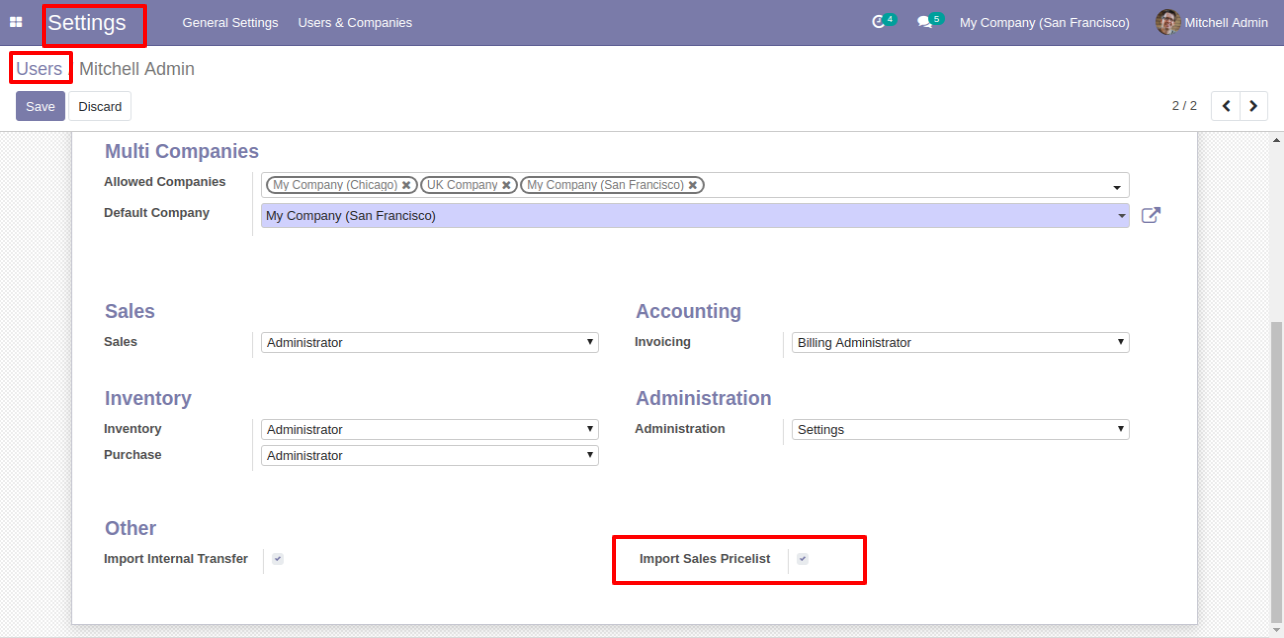 Settings General Settings Users & Companies 4 5 My Company (San Francisco) Mitchell Admin
Users / Mitchell Admin
Save Discard 2 / 2
Multi Companies
Allowed Companies My Company (Chicago) UK Company My Company (San Francisco)
Default Company My Company (San Francisco)
Sales Accounting
Sales Administrator Invoicing Billing Administrator
Inventory Administration
Inventory Administrator Administration Settings
Purchase Administrator
Other
Import Internal Transfer Import Sales Pricelist